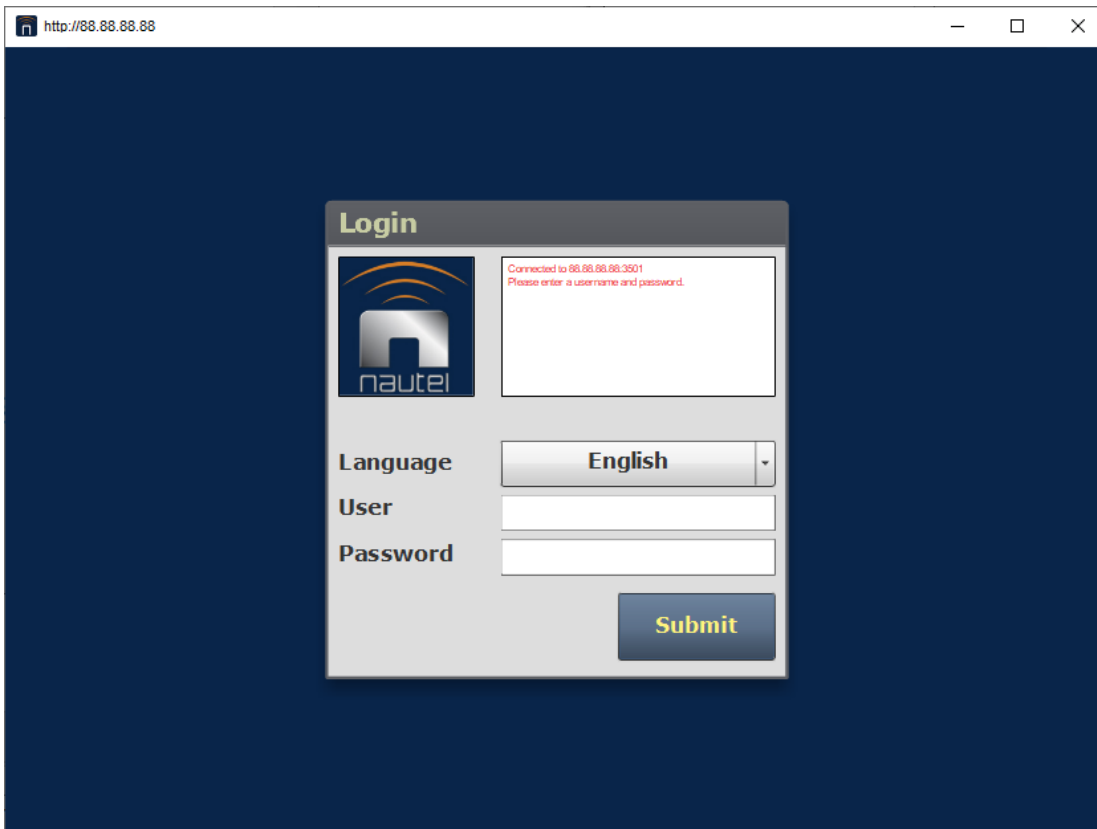 http://88.88.88.88
Login
nautel
Connected to 88.88.88.88:3501
Please enter a username and password.
Language
English
User
Password
Submit